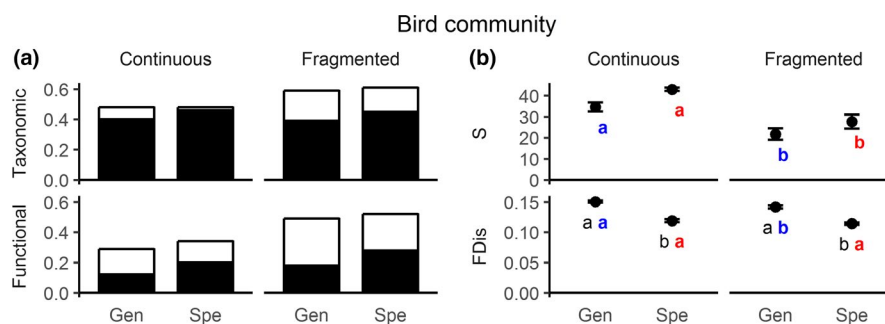 Bird community
(a) Continuous Fragmented
Taxonomic
0.6
0.4
0.2
0.0
Functional
0.6
0.4
0.2
0.0
Gen Spe Gen Spe
(b) Continuous Fragmented
S
40
30
20
10
0
a a b b
FDis
0.15
0.10
0.05
0.00
a a b a a b b a
Gen Spe Gen Spe